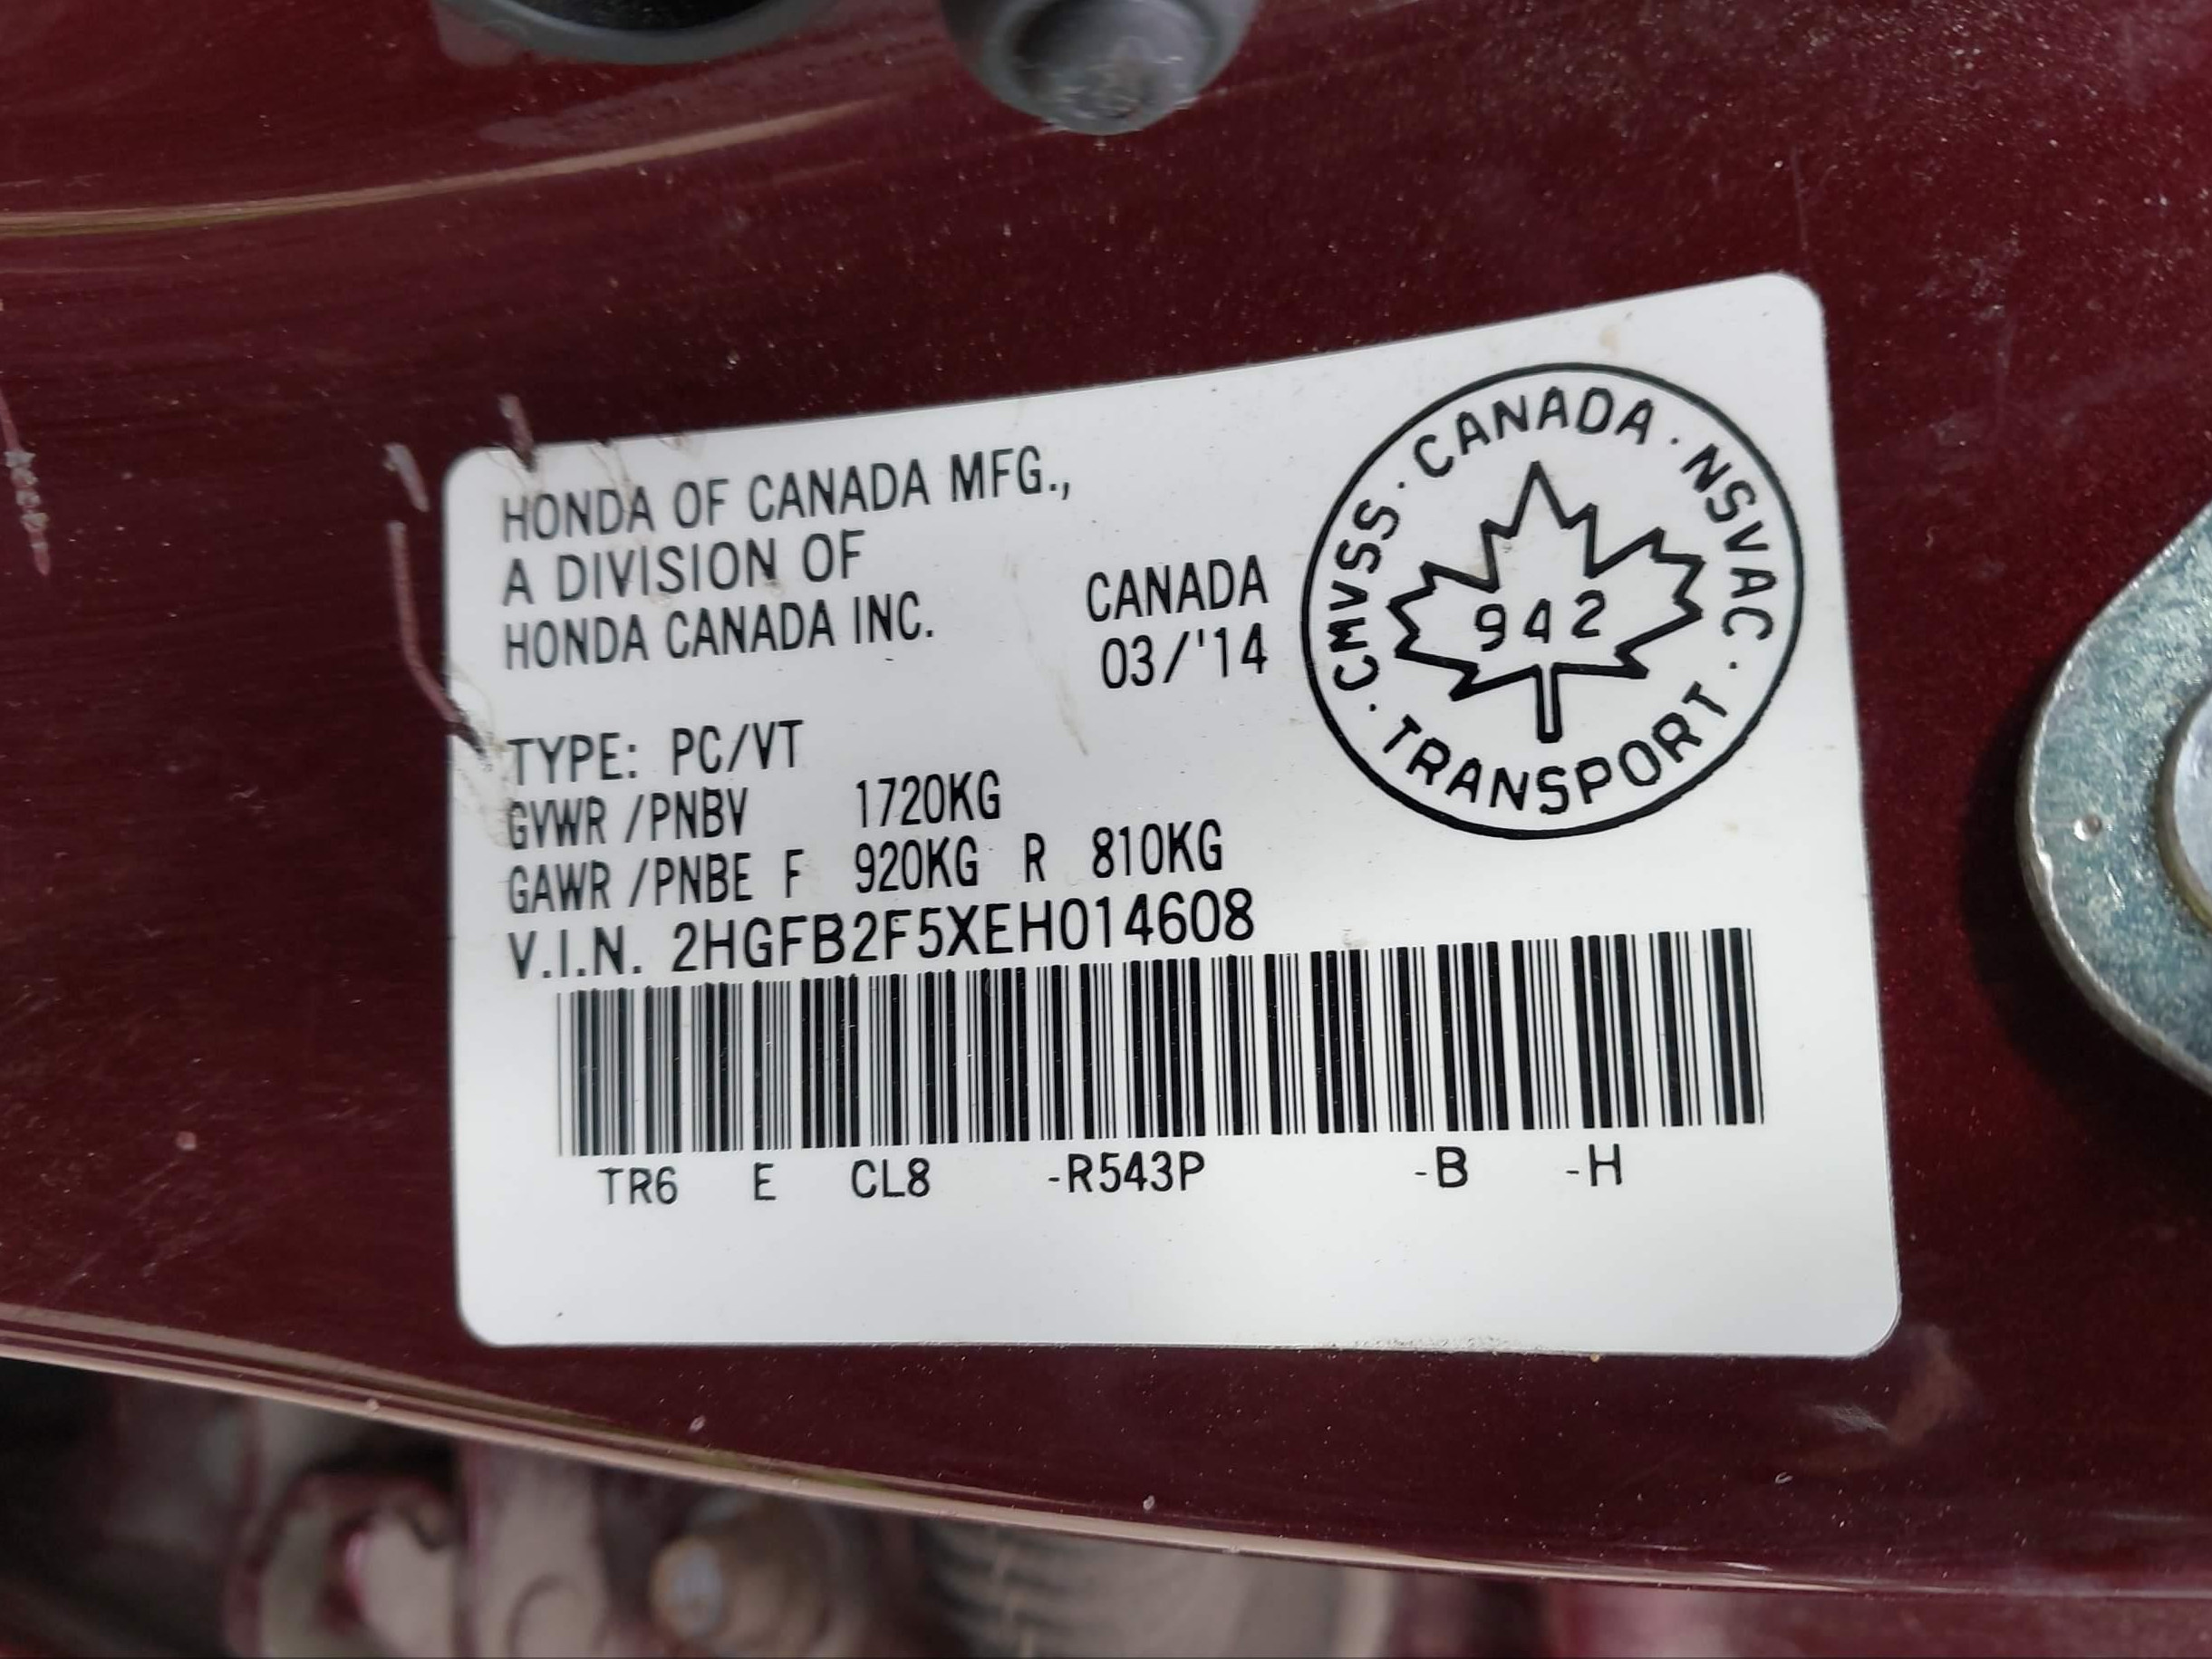 HONDA OF CANADA MFG.,
A DIVISION OF
HONDA CANADA INC.
CANADA
03/'14
CMVSS · CANADA · NSVAC · TRANSPORT ·
942
TYPE: PC/VT
GVWR /PNBV 1720KG
GAWR /PNBE F 920KG R 810KG
V.I.N. 2HGFB2F5XEH014608
TR6 E CL8 -R543P -B -H